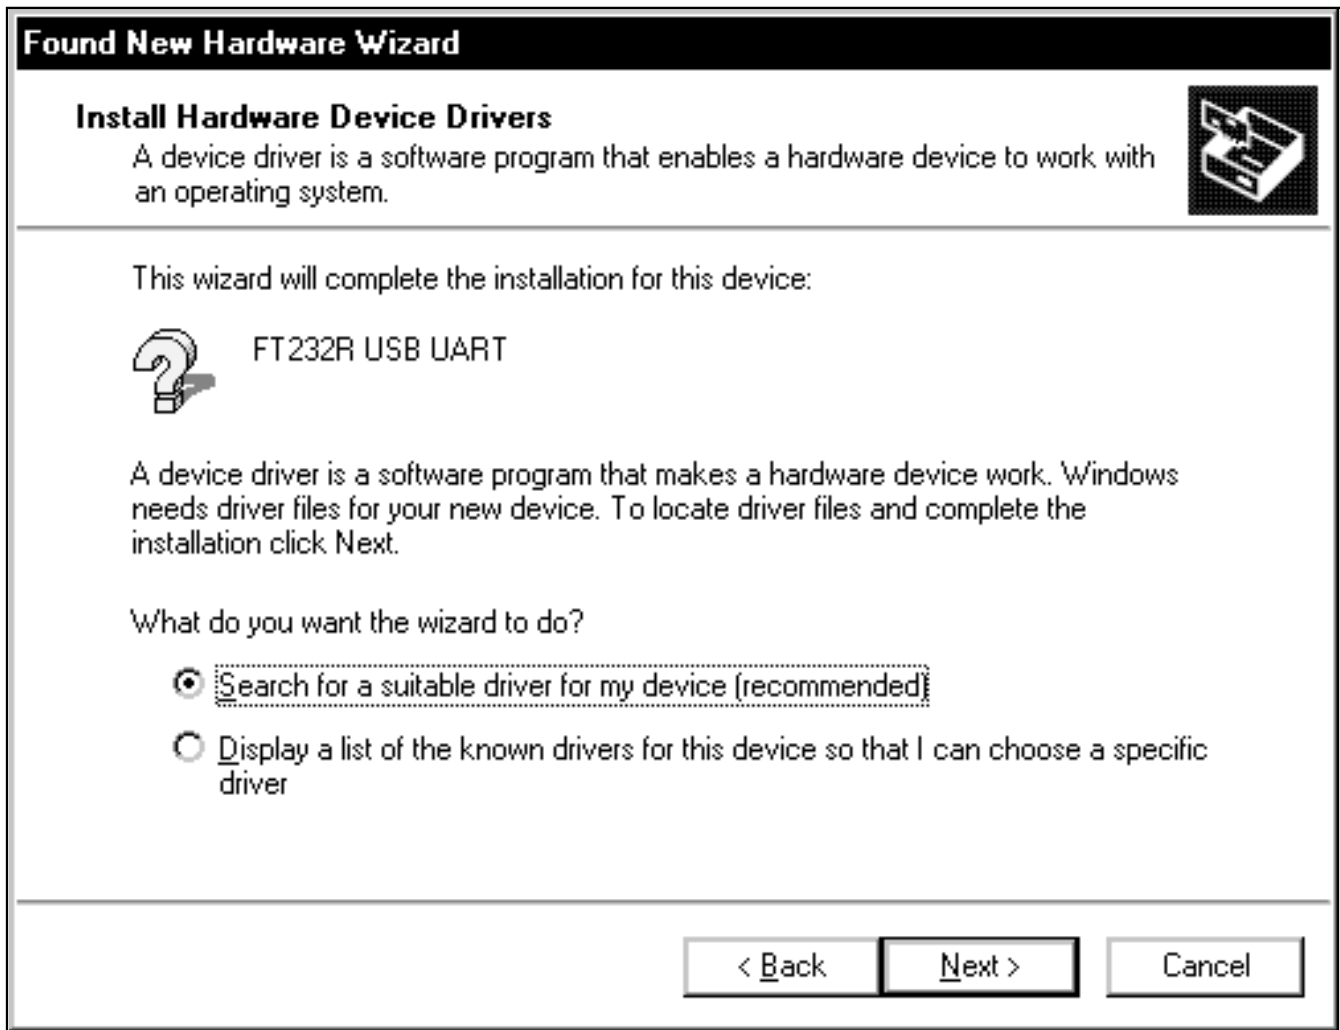 Found New Hardware Wizard
Install Hardware Device Drivers
A device driver is a software program that enables a hardware device to work with
an operating system.
This wizard will complete the installation for this device:
FT232R USB UART
A device driver is a software program that makes a hardware device work. Windows
needs driver files for your new device. To locate driver files and complete the
installation click Next.
What do you want the wizard to do?
Search for a suitable driver for my device (recommended)
Display a list of the known drivers for this device so that I can choose a specific
driver
< Back
Next >
Cancel